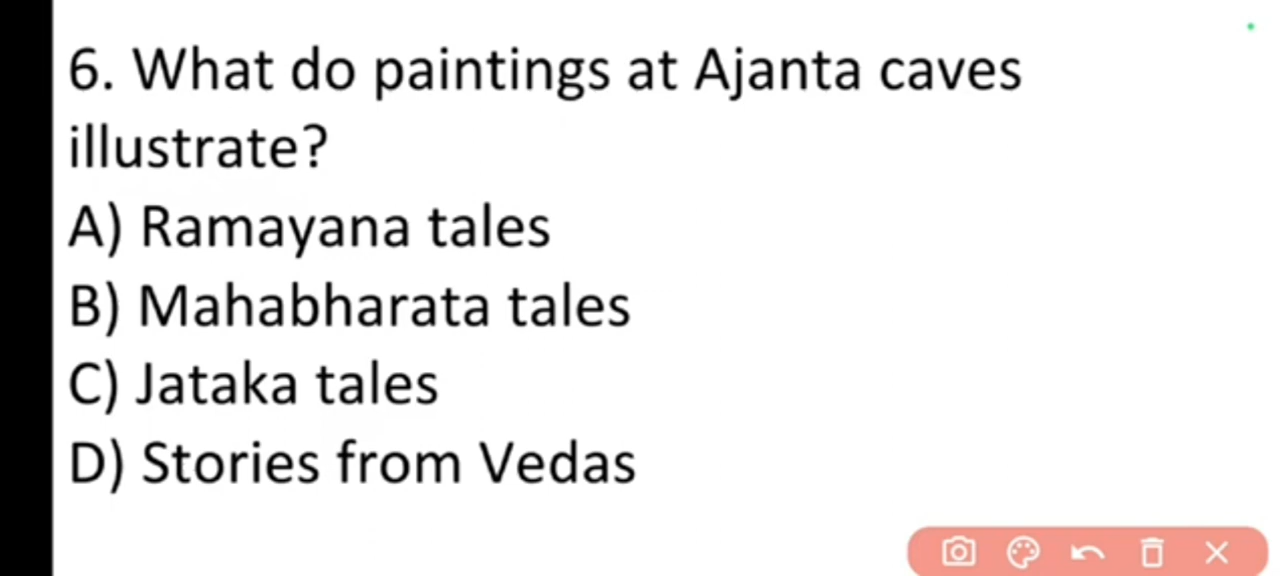 6. What do paintings at Ajanta caves
illustrate?
A) Ramayana tales
B) Mahabharata tales
C) Jataka tales
D) Stories from Vedas